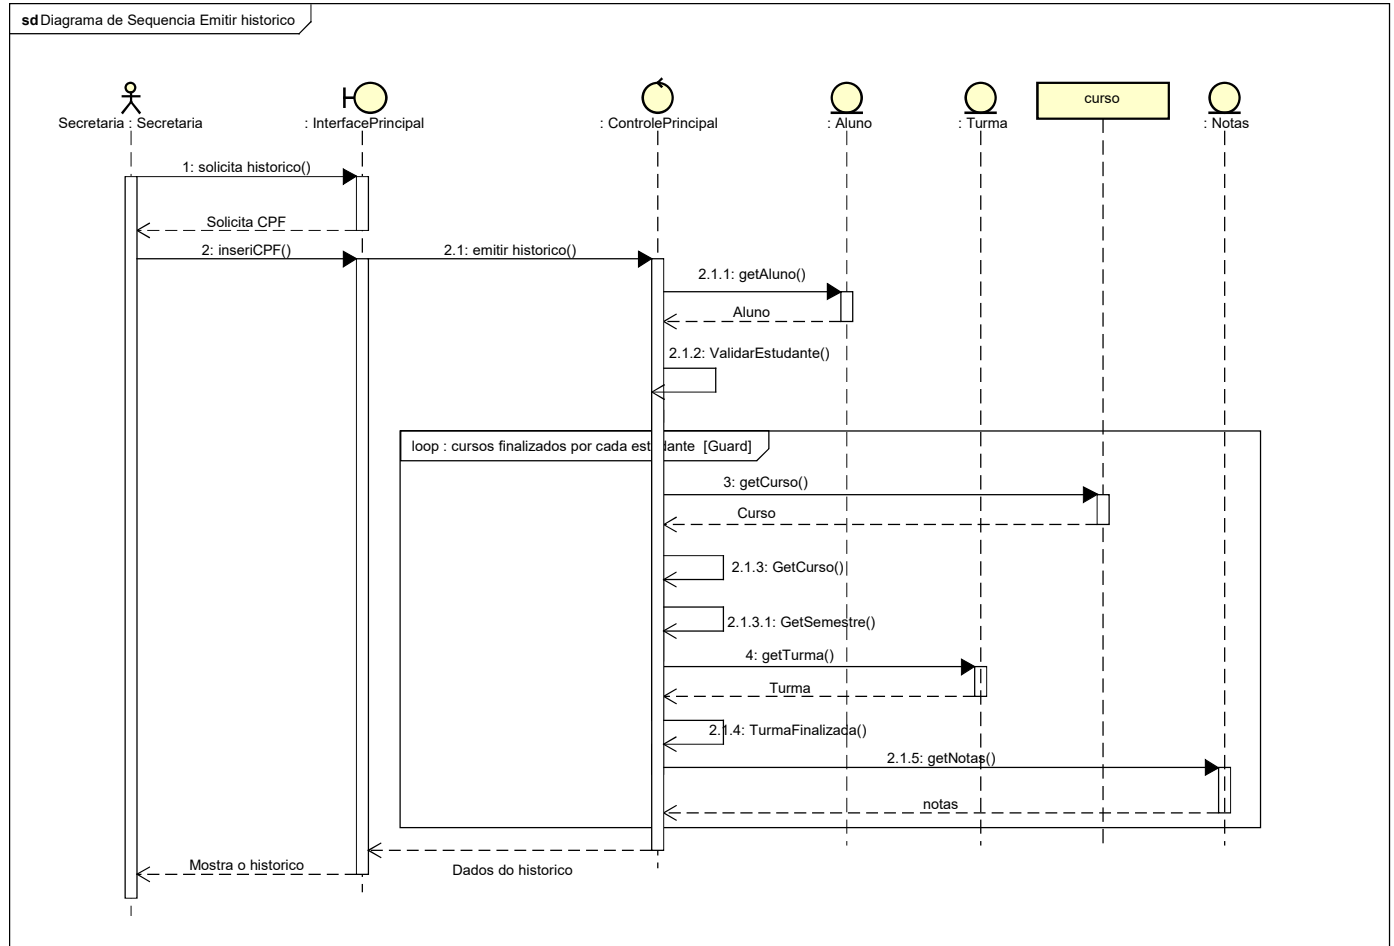 sd Diagrama de Sequencia Emitir historico
Secretaria : Secretaria
: InterfacePrincipal
: ControlePrincipal
: Aluno
: Turma
curso
: Notas
1: solicita historico()
Solicita CPF
2: inseriCPF()
2.1: emitir historico()
2.1.1: getAluno()
Aluno
2.1.2: ValidarEstudante()
loop : cursos finalizados por cada estudante [Guard]
3: getCurso()
Curso
2.1.3: GetCurso()
2.1.3.1: GetSemestre()
4: getTurma()
Turma
2.1.4: TurmaFinalizada()
2.1.5: getNotas()
notas
Mostra o historico
Dados do historico